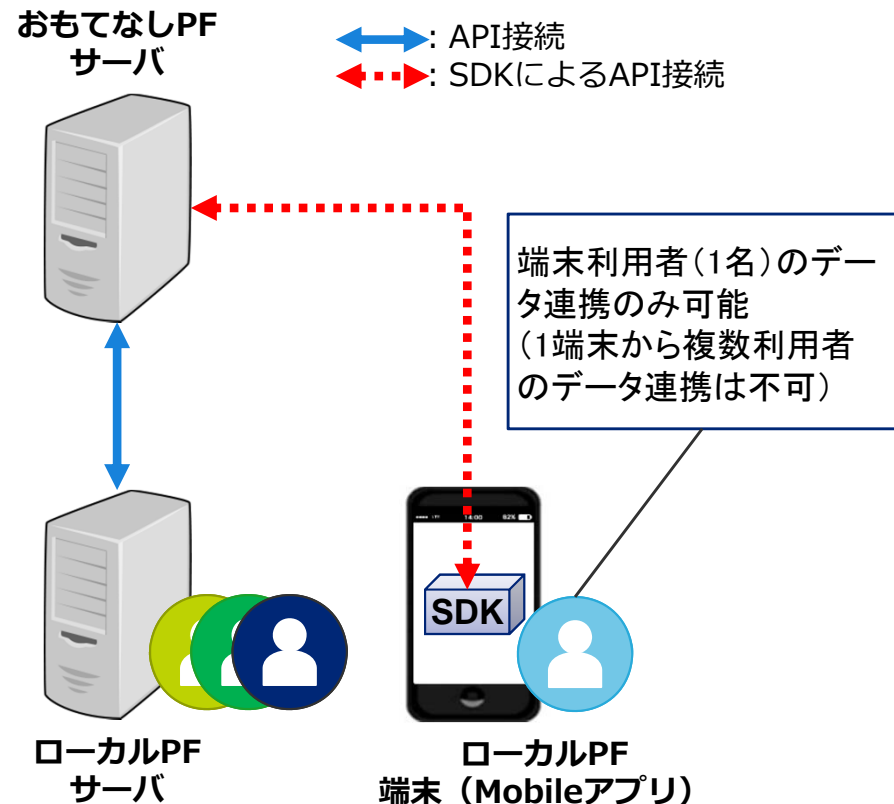 おもてなしPF
サーバ
: API接続
: SDKによるAPI接続
端末利用者(1名)のデー
タ連携のみ可能
(1端末から複数利用者
のデータ連携は不可)
14:00
82%
SDK
ローカルPF
サーバ
ローカルPF
端末（Mobileアプリ）